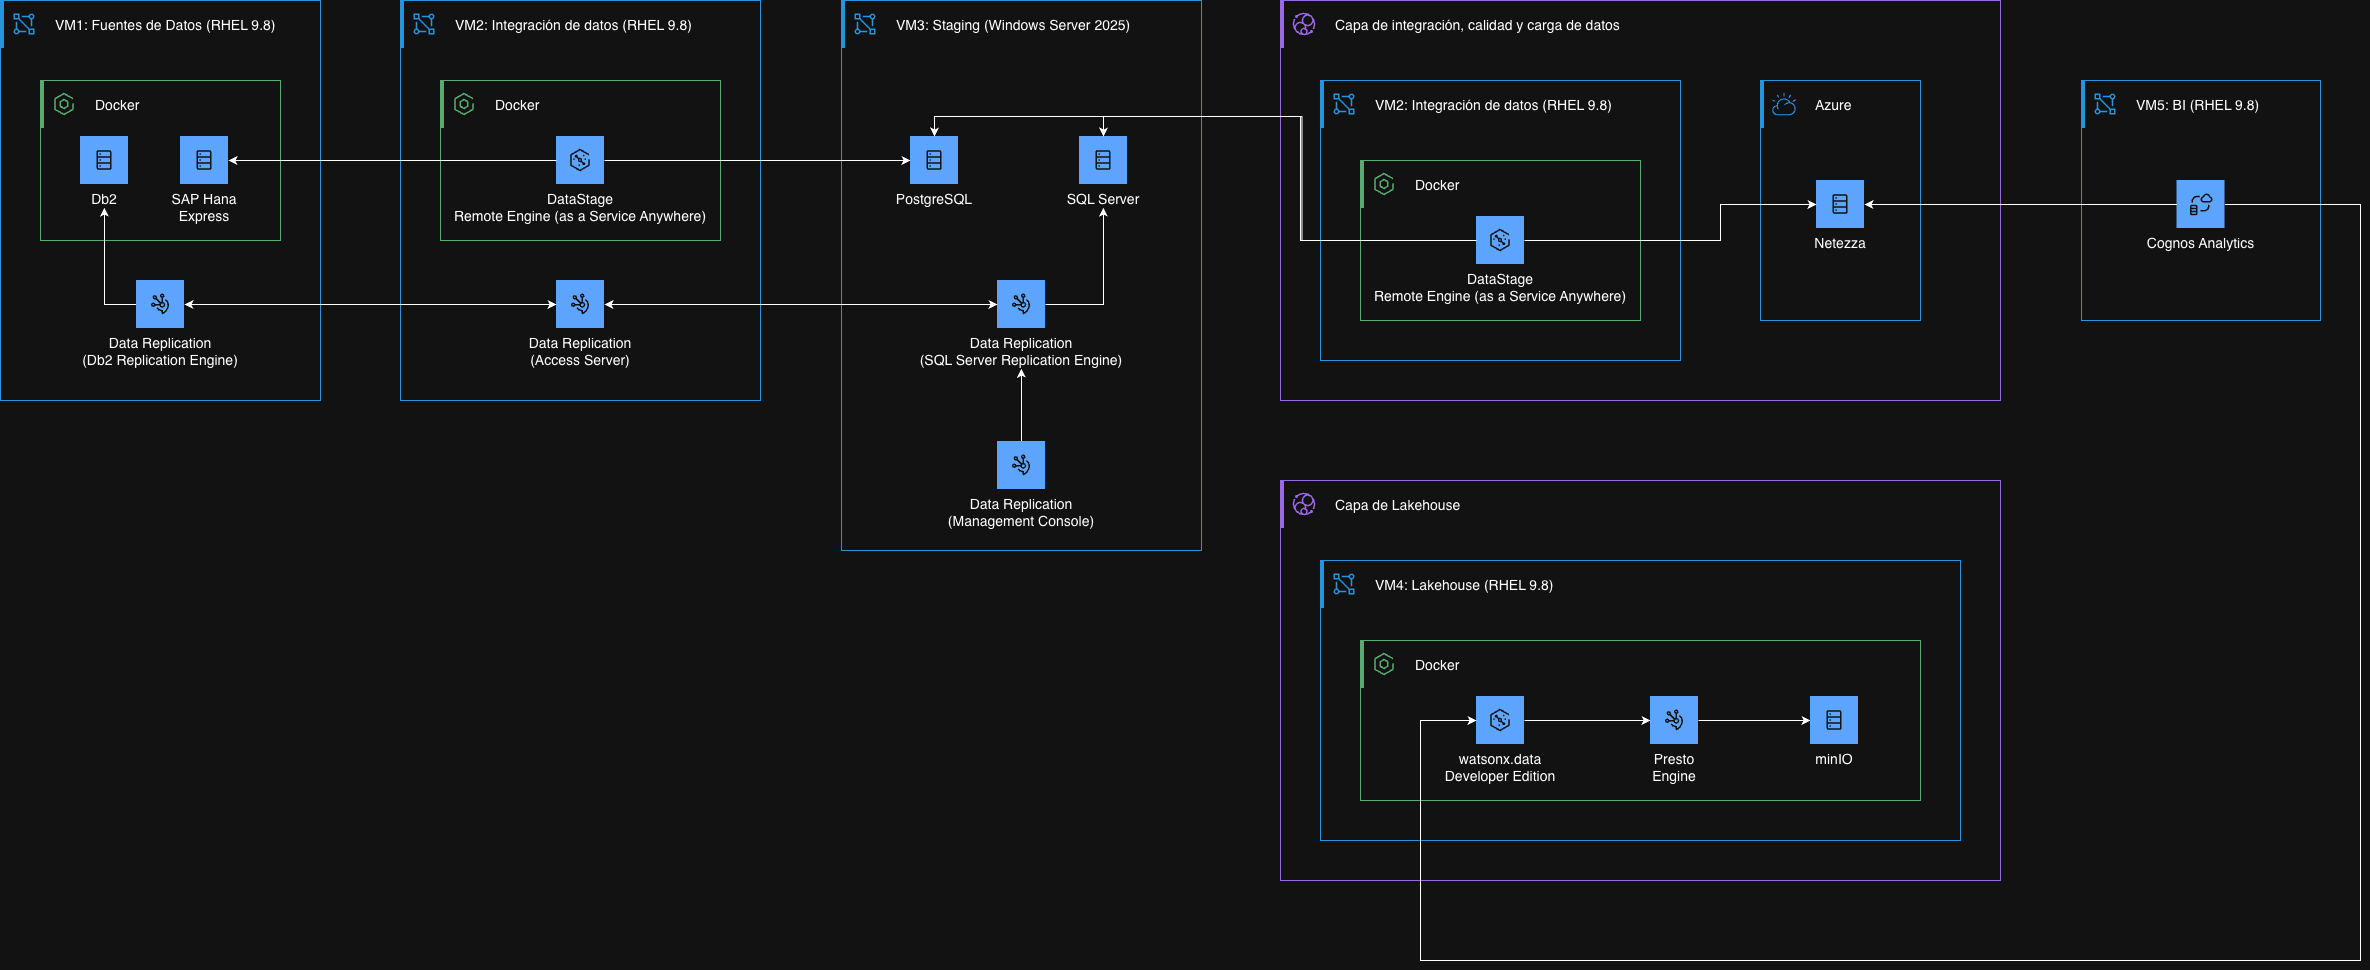 VM1: Fuentes de Datos (RHEL 9.8)
Docker
Db2
SAP Hana
Express
Data Replication
(Db2 Replication Engine)
VM2: Integración de datos (RHEL 9.8)
Docker
DataStage
Remote Engine (as a Service Anywhere)
Data Replication
(Access Server)
VM3: Staging (Windows Server 2025)
PostgreSQL
SQL Server
Data Replication
(SQL Server Replication Engine)
Data Replication
(Management Console)
Capa de integración, calidad y carga de datos
VM2: Integración de datos (RHEL 9.8)
Docker
DataStage
Remote Engine (as a Service Anywhere)
Azure
Netezza
VM5: BI (RHEL 9.8)
Cognos Analytics
Capa de Lakehouse
VM4: Lakehouse (RHEL 9.8)
Docker
watsonx.data
Developer Edition
Presto
Engine
minIO